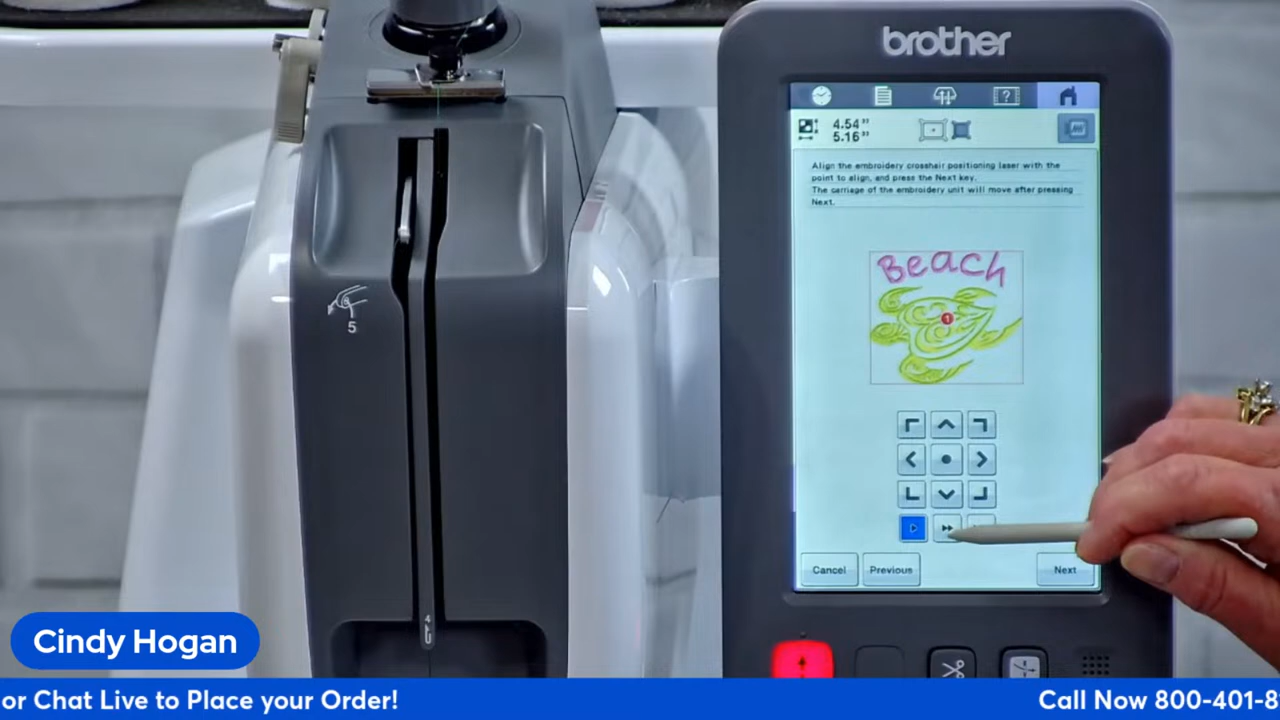 brother
4.54"
5.16"
Align the embroidery crosshair positioning laser with the
point to align, and press the Next key.
The carriage of the embroidery unit will move after pressing
Next.
Beach
1
5
4
Cancel
Previous
Next
Cindy Hogan
or Chat Live to Place your Order!
Call Now 800-401-8